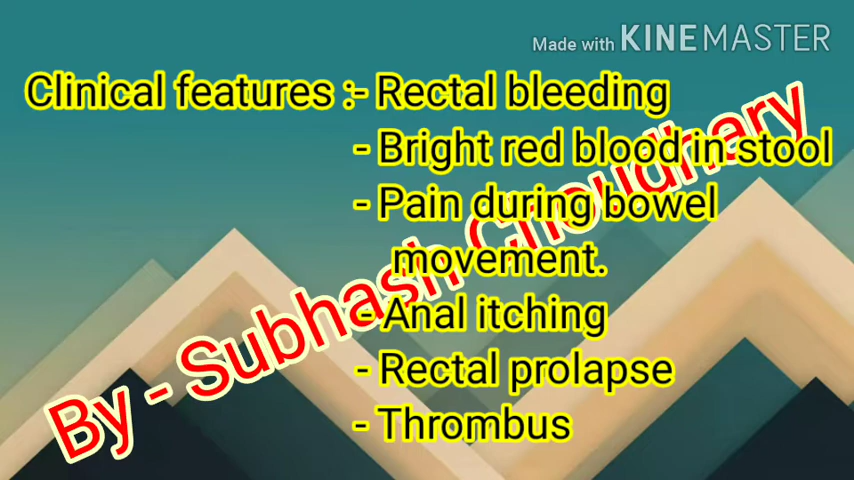 Made with KINEMASTER
Clinical features :- Rectal bleeding
- Bright red blood in stool
- Pain during bowel
movement.
- Anal itching
- Rectal prolapse
- Thrombus
By - Subhash Choudhary